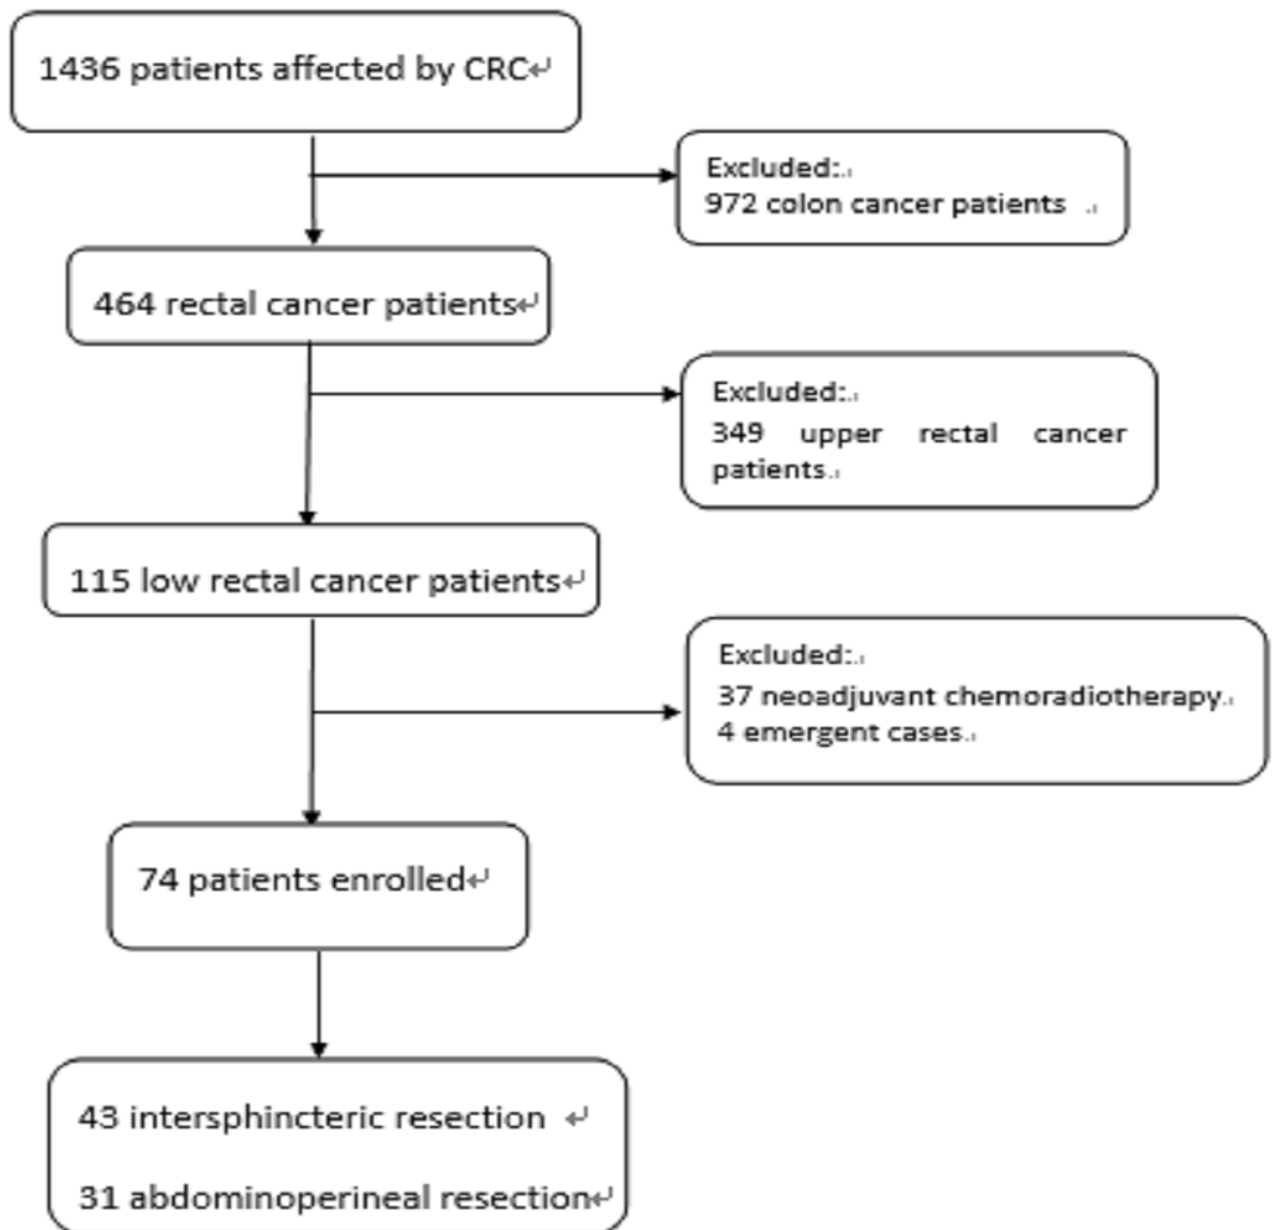 1436 patients affected by CRC↵
Excluded:
972 colon cancer patients
464 rectal cancer patients↵
Excluded:
349 upper rectal cancer
patients
115 low rectal cancer patients↵
Excluded:
37 neoadjuvant chemoradiotherapy
4 emergent cases
74 patients enrolled↵
43 intersphincteric resection ↵
31 abdominoperineal resection↵